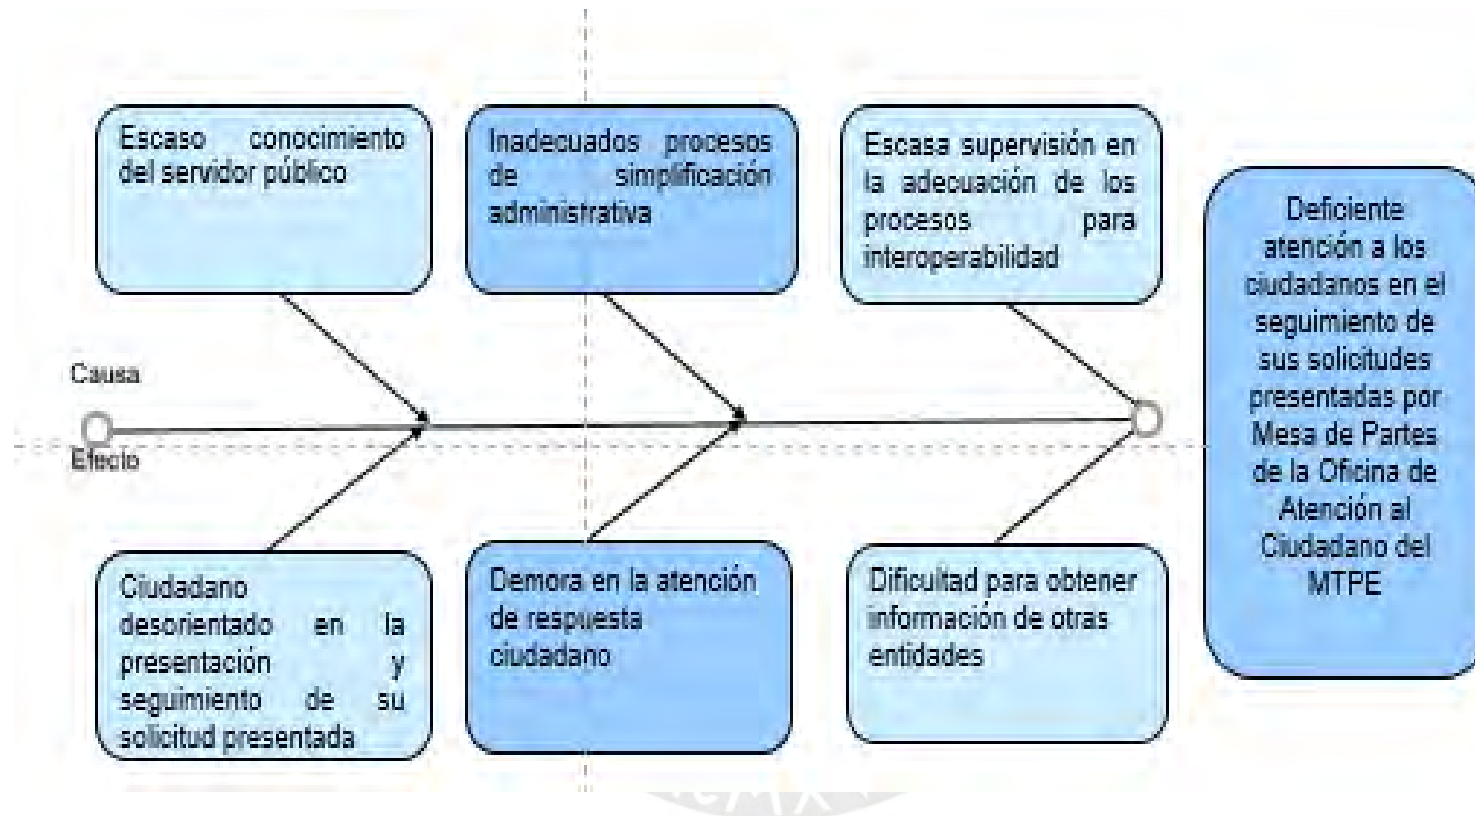 Escaso conocimiento
del servidor público
Inadecuados procesos
de simplificación
administrativa
Escasa supervisión en
la adecuación de los
procesos para
interoperabilidad
Deficiente
atención a los
ciudadanos en el
seguimiento de
sus solicitudes
presentadas por
Mesa de Partes
de la Oficina de
Atención al
Ciudadano del
MTPE
Causa
Efecto
Ciudadano
desorientado en la
presentación y
seguimiento de su
solicitud presentada
Demora en la atención
de respuesta
ciudadano
Dificultad para obtener
información de otras
entidades